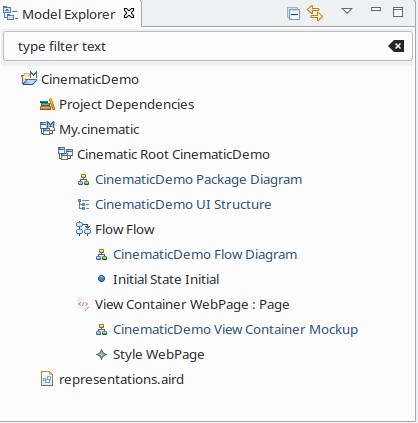 Model Explorer
type filter text
CinematicDemo
Project Dependencies
My.cinematic
Cinematic Root CinematicDemo
CinematicDemo Package Diagram
CinematicDemo UI Structure
Flow Flow
CinematicDemo Flow Diagram
Initial State Initial
View Container WebPage : Page
CinematicDemo View Container Mockup
Style WebPage
representations.aird